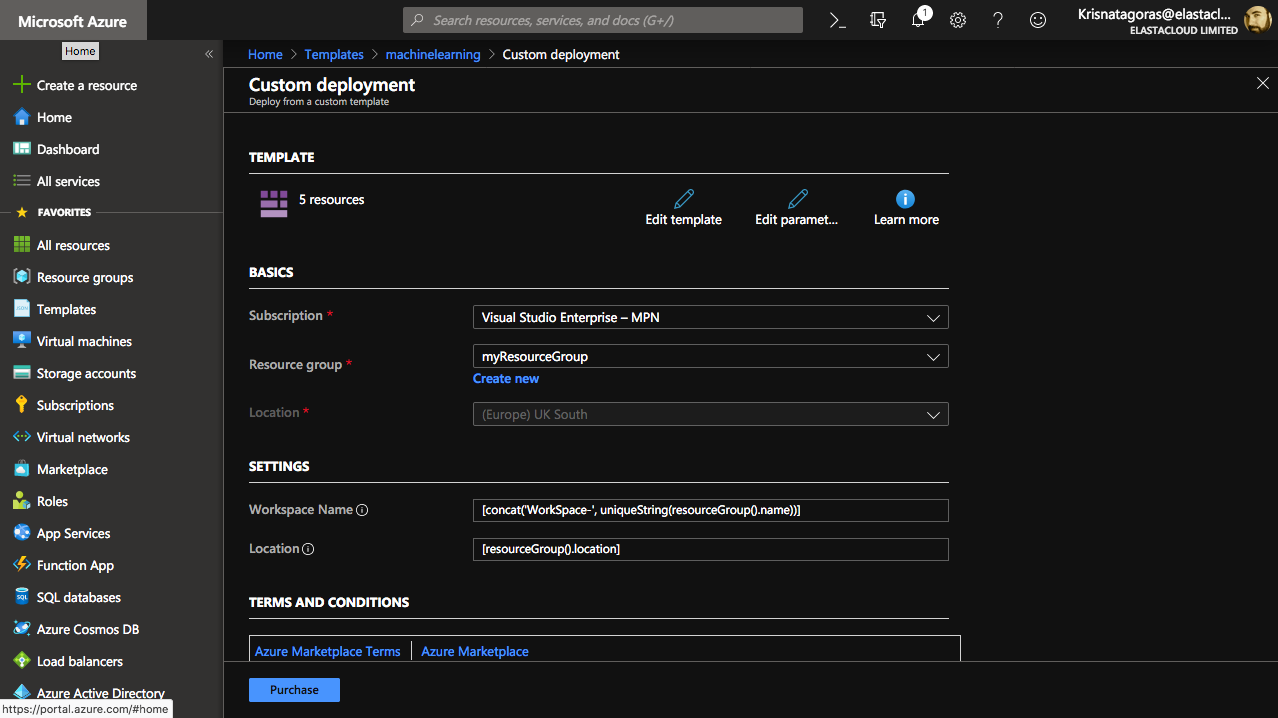 Microsoft Azure
Search resources, services, and docs (G+/)
1
Krisnatagoras@elastacl...
ELASTACLOUD LIMITED
Home
Home > Templates > machinelearning > Custom deployment
Create a resource
Home
Dashboard
All services
FAVORITES
All resources
Resource groups
Templates
Virtual machines
Storage accounts
Subscriptions
Virtual networks
Marketplace
Roles
App Services
Function App
SQL databases
Azure Cosmos DB
Load balancers
Azure Active Directory
https://portal.azure.com/#home
Custom deployment
Deploy from a custom template
TEMPLATE
5 resources
Edit template
Edit paramet...
Learn more
BASICS
Subscription *
Visual Studio Enterprise – MPN
Resource group *
myResourceGroup
Create new
Location *
(Europe) UK South
SETTINGS
Workspace Name
[concat('WorkSpace-', uniqueString(resourceGroup().name))]
Location
[resourceGroup().location]
TERMS AND CONDITIONS
Azure Marketplace Terms | Azure Marketplace
Purchase